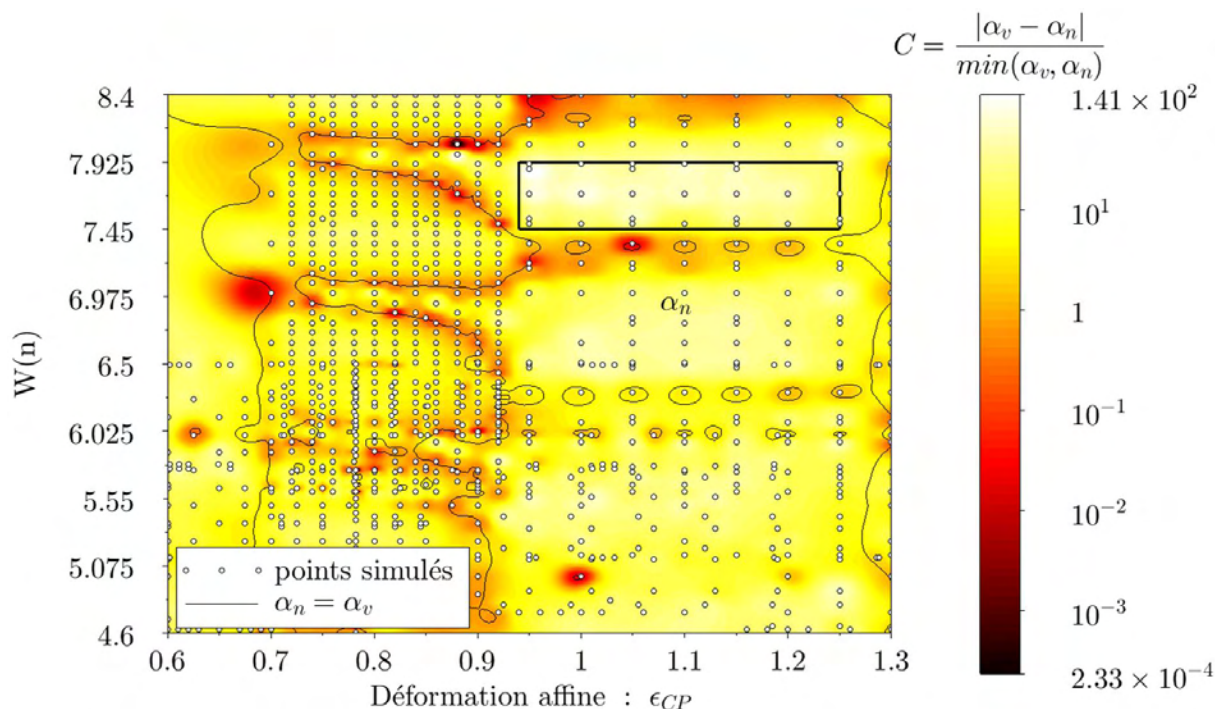 C = |α_v − α_n| / min(α_v, α_n)
8.4
7.925
7.45
6.975
6.5
6.025
5.55
5.075
4.6
W(n)
α_n
points simulés
α_n = α_v
0.6 0.7 0.8 0.9 1 1.1 1.2 1.3
Déformation affine : ϵ_CP
1.41 × 10^2
10^1
1
10^−1
10^−2
10^−3
2.33 × 10^−4